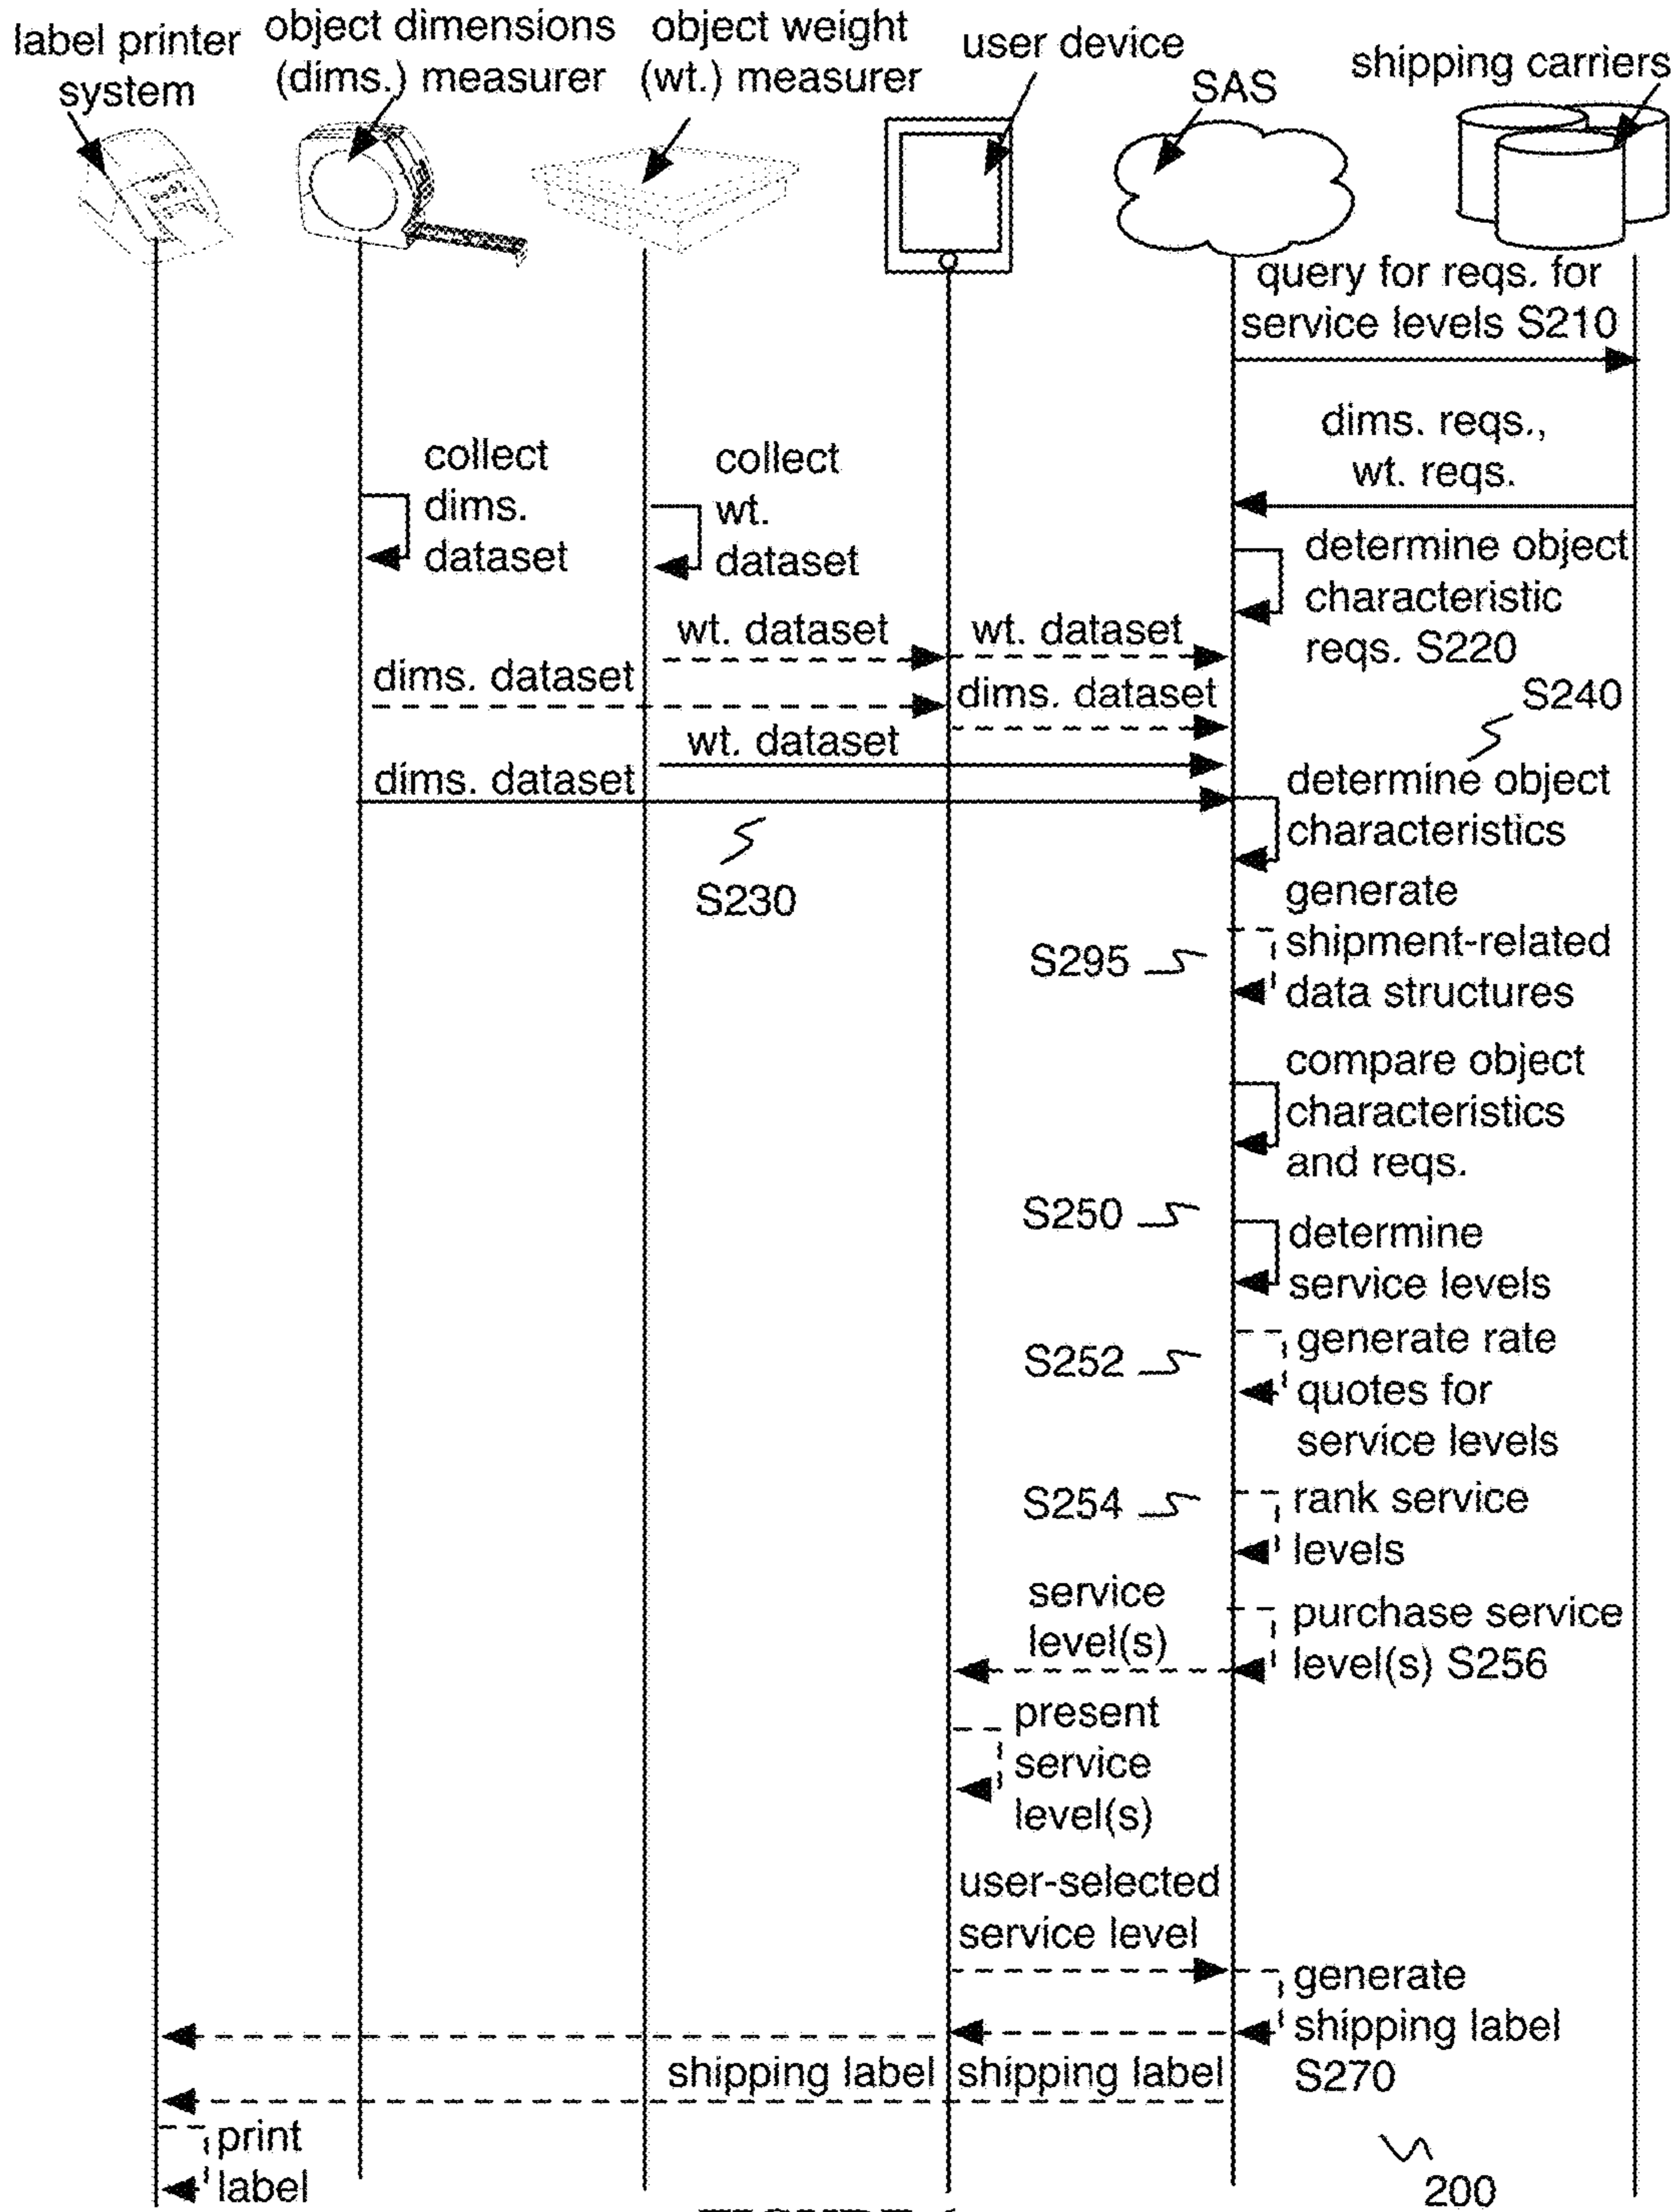 label printer
system
object dimensions
(dims.) measurer
object weight
(wt.) measurer
user device
SAS
shipping carriers
query for reqs. for
service levels S210
dims. reqs.,
wt. reqs.
collect
dims.
dataset
collect
wt.
dataset
determine object
characteristic
reqs. S220
wt. dataset
wt. dataset
dims. dataset
dims. dataset
S240
wt. dataset
dims. dataset
determine object
characteristics
S230
generate
shipment-related
data structures
S295
compare object
characteristics
and reqs.
S250
determine
service levels
S252
generate rate
quotes for
service levels
S254
rank service
levels
service
level(s)
purchase service
level(s) S256
present
service
level(s)
user-selected
service level
generate
shipping label
S270
shipping label
shipping label
print
label
200